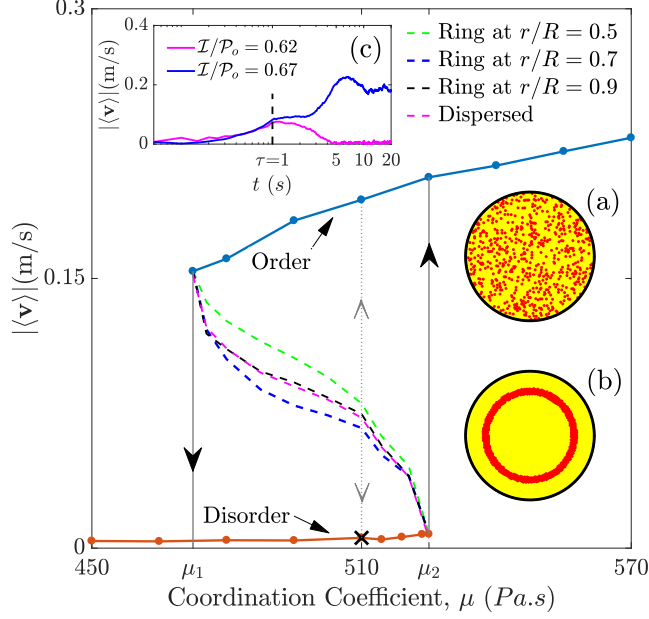 0.3
0.15
0
|⟨v⟩|(m/s)
0.4
0.2
0
|⟨v⟩|(m/s)
I/Pₒ = 0.62
I/Pₒ = 0.67
(c)
τ=1
5
10
20
t (s)
Ring at r/R = 0.5
Ring at r/R = 0.7
Ring at r/R = 0.9
Dispersed
(a)
Order
(b)
Disorder
450
μ₁
510
μ₂
570
Coordination Coefficient, μ (Pa.s)